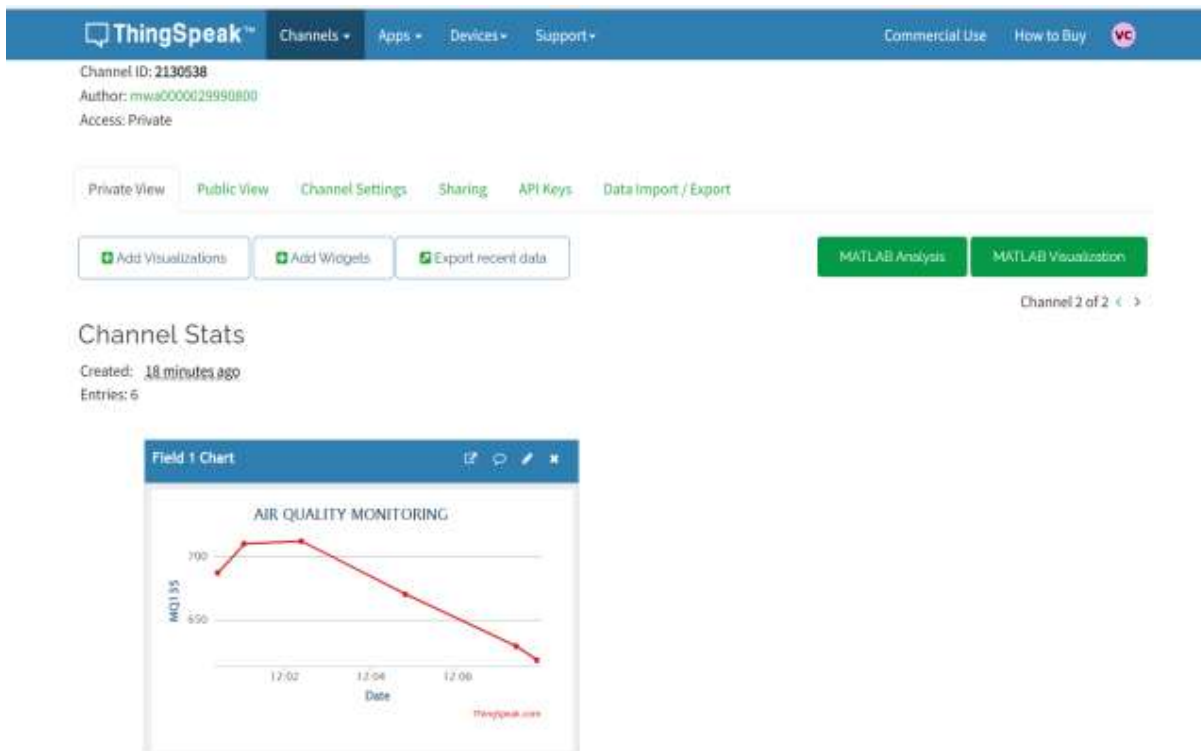 ThingSpeak™ Channels Apps Devices Support Commercial Use How to Buy VC
Channel ID: 2130538
Author: mwa0000029990800
Access: Private
Private View Public View Channel Settings Sharing API Keys Data Import / Export
Add Visualizations Add Widgets Export recent data MATLAB Analysis MATLAB Visualization
Channel 2 of 2 < >
Channel Stats
Created: 18 minutes ago
Entries: 6
Field 1 Chart
AIR QUALITY MONITORING
700
MQ135
650
12:02 12:04 12:06
Date
ThingSpeak.com